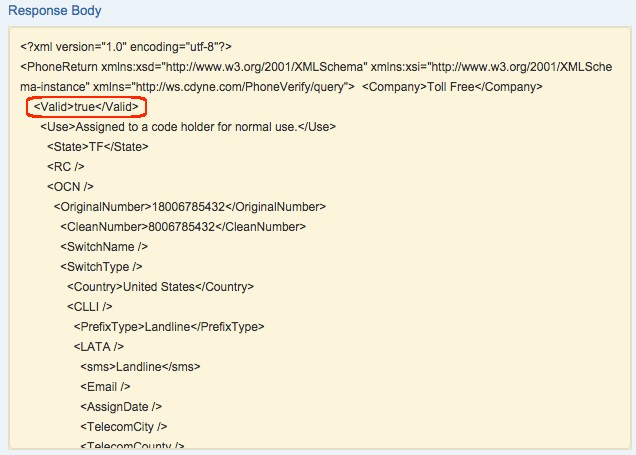 Response Body
<?xml version="1.0" encoding="utf-8"?>
<PhoneReturn xmlns:xsd="http://www.w3.org/2001/XMLSchema" xmlns:xsi="http://www.w3.org/2001/XMLSche
ma-instance" xmlns="http://ws.cdyne.com/PhoneVerify/query"> <Company>Toll Free</Company>
<Valid>true</Valid>
<Use>Assigned to a code holder for normal use.</Use>
<State>TF</State>
<RC />
<OCN />
<OriginalNumber>18006785432</OriginalNumber>
<CleanNumber>8006785432</CleanNumber>
<SwitchName />
<SwitchType />
<Country>United States</Country>
<CLLI />
<PrefixType>Landline</PrefixType>
<LATA />
<sms>Landline</sms>
<Email />
<AssignDate />
<TelecomCity />
<TelecomCounty />